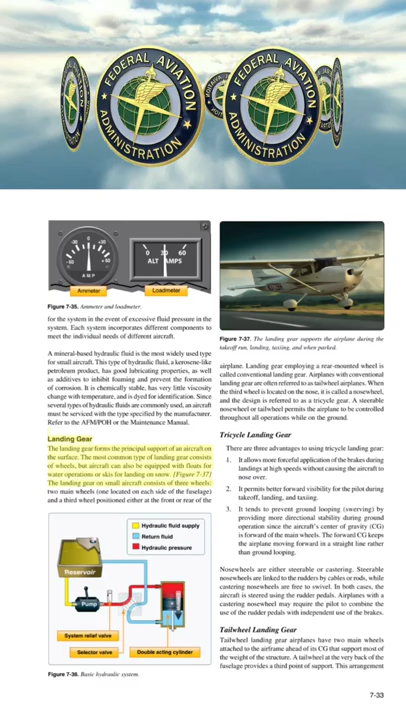 FEDERAL AVIATION
ADMINISTRATION
FEDERAL AVIATION
ADMINISTRATION
-30 0 +30
-60 +60
AMP
0 30 60
ALT AMPS
Ammeter
Loadmeter
Figure 7-35. Ammeter and loadmeter.
for the system in the event of excessive fluid pressure in the
system. Each system incorporates different components to
meet the individual needs of different aircraft.
A mineral-based hydraulic fluid is the most widely used type
for small aircraft. This type of hydraulic fluid, a kerosene-like
petroleum product, has good lubricating properties, as well
as additives to inhibit foaming and prevent the formation
of corrosion. It is chemically stable, has very little viscosity
change with temperature, and is dyed for identification. Since
several types of hydraulic fluids are commonly used, an aircraft
must be serviced with the type specified by the manufacturer.
Refer to the AFM/POH or the Maintenance Manual.
Landing Gear
The landing gear forms the principal support of an aircraft on
the surface. The most common type of landing gear consists
of wheels, but aircraft can also be equipped with floats for
water operations or skis for landing on snow. [Figure 7-37]
The landing gear on small aircraft consists of three wheels:
two main wheels (one located on each side of the fuselage)
and a third wheel positioned either at the front or rear of the
Hydraulic fluid supply
Return fluid
Hydraulic pressure
Reservoir
Pump
System relief valve
Selector valve
Double acting cylinder
Figure 7-36. Basic hydraulic system.
Figure 7-37. The landing gear supports the airplane during the
takeoff run, landing, taxiing, and when parked.
airplane. Landing gear employing a rear-mounted wheel is
called conventional landing gear. Airplanes with conventional
landing gear are often referred to as tailwheel airplanes. When
the third wheel is located on the nose, it is called a nosewheel,
and the design is referred to as a tricycle gear. A steerable
nosewheel or tailwheel permits the airplane to be controlled
throughout all operations while on the ground.
Tricycle Landing Gear
There are three advantages to using tricycle landing gear:
1. It allows more forceful application of the brakes during
landings at high speeds without causing the aircraft to
nose over.
2. It permits better forward visibility for the pilot during
takeoff, landing, and taxiing.
3. It tends to prevent ground looping (swerving) by
providing more directional stability during ground
operation since the aircraft's center of gravity (CG)
is forward of the main wheels. The forward CG keeps
the airplane moving forward in a straight line rather
than ground looping.
Nosewheels are either steerable or castering. Steerable
nosewheels are linked to the rudders by cables or rods, while
castering nosewheels are free to swivel. In both cases, the
aircraft is steered using the rudder pedals. Airplanes with a
castering nosewheel may require the pilot to combine the
use of the rudder pedals with independent use of the brakes.
Tailwheel Landing Gear
Tailwheel landing gear airplanes have two main wheels
attached to the airframe ahead of its CG that support most of
the weight of the structure. A tailwheel at the very back of the
fuselage provides a third point of support. This arrangement
7-33